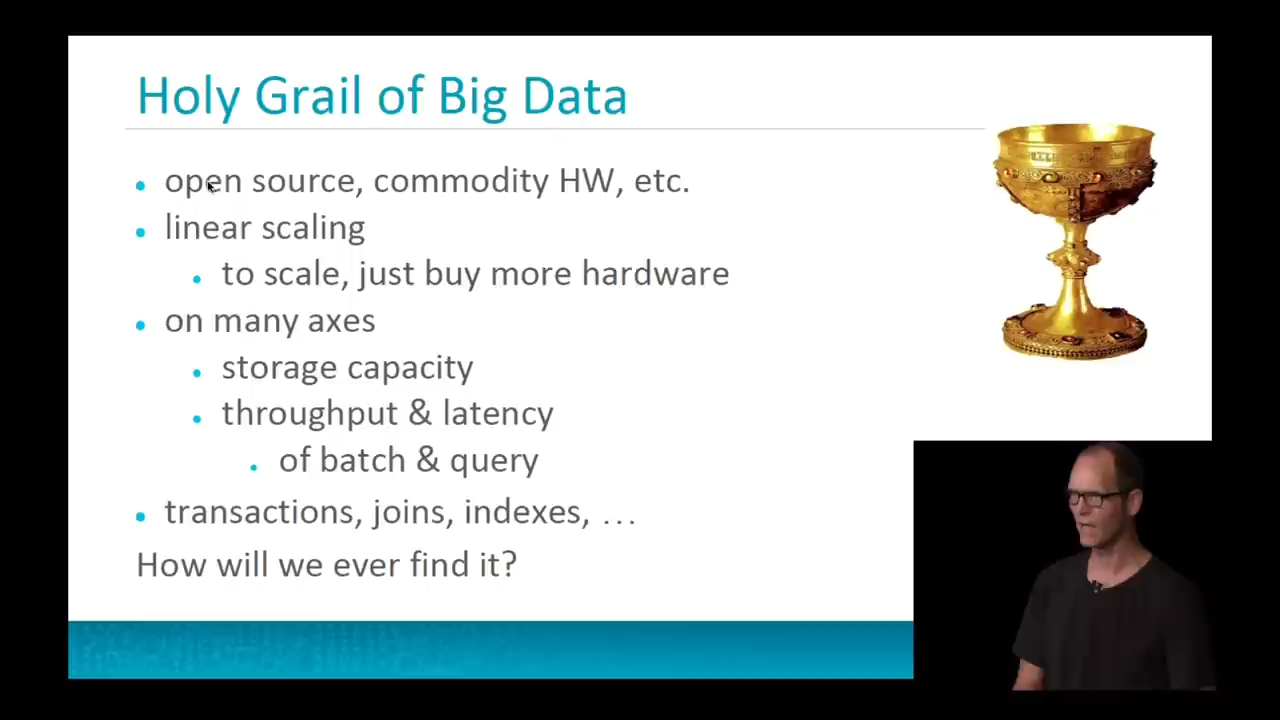 Holy Grail of Big Data
open source, commodity HW, etc.
linear scaling
to scale, just buy more hardware
on many axes
storage capacity
throughput & latency
of batch & query
transactions, joins, indexes, …
How will we ever find it?